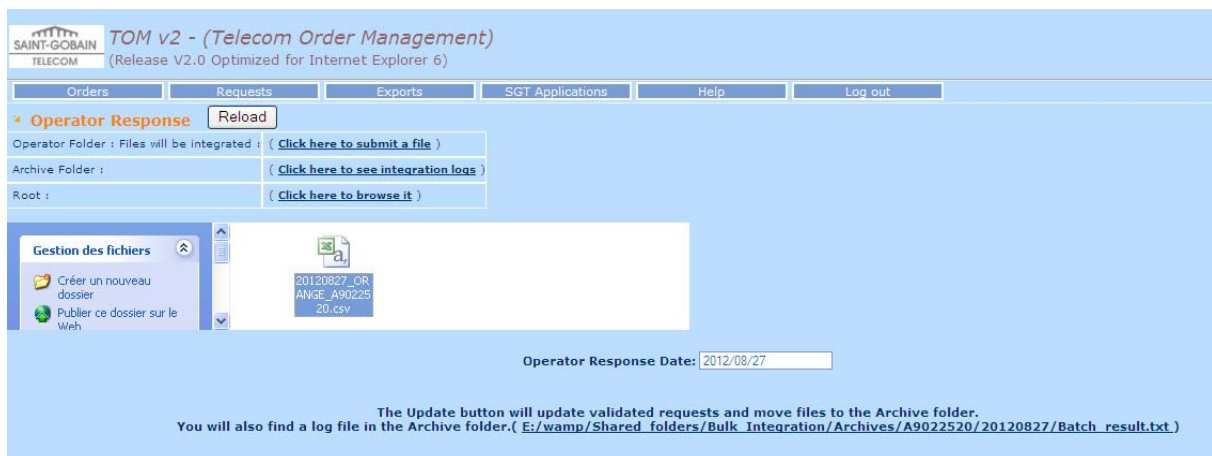 SAINT-GOBAIN
TELECOM
TOM v2 - (Telecom Order Management)
(Release V2.0 Optimized for Internet Explorer 6)
Orders Requests Exports SGT Applications Help Log out
Operator Response Reload
Operator Folder : Files will be integrated : ( Click here to submit a file )
Archive Folder : ( Click here to see integration logs )
Root : ( Click here to browse it )
Gestion des fichiers
Créer un nouveau
dossier
Publier ce dossier sur le
Web
20120827_OR
ANGE_A90225
20.csv
Operator Response Date: 2012/08/27
The Update button will update validated requests and move files to the Archive folder.
You will also find a log file in the Archive folder.( E:/wamp/Shared_folders/Bulk_Integration/Archives/A9022520/20120827/Batch_result.txt )